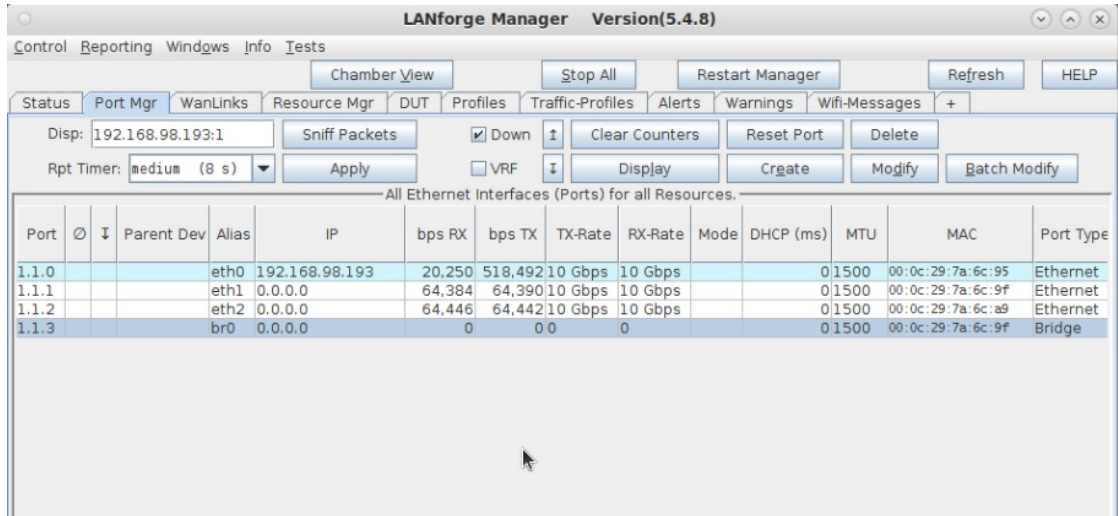 LANforge Manager Version(5.4.8)
Control Reporting Windows Info Tests
Chamber View Stop All Restart Manager Refresh HELP
Status Port Mgr WanLinks Resource Mgr DUT Profiles Traffic-Profiles Alerts Warnings Wifi-Messages +
Disp: 192.168.98.193:1 Sniff Packets Down ↥ Clear Counters Reset Port Delete
Rpt Timer: medium (8 s) Apply VRF ↧ Display Create Modify Batch Modify
All Ethernet Interfaces (Ports) for all Resources.
Port ∅ ↧ Parent Dev Alias IP bps RX bps TX TX-Rate RX-Rate Mode DHCP (ms) MTU MAC Port Type
1.1.0 eth0 192.168.98.193 20,250 518,492 10 Gbps 10 Gbps 0 1500 00:0c:29:7a:6c:95 Ethernet
1.1.1 eth1 0.0.0.0 64,384 64,390 10 Gbps 10 Gbps 0 1500 00:0c:29:7a:6c:9f Ethernet
1.1.2 eth2 0.0.0.0 64,446 64,442 10 Gbps 10 Gbps 0 1500 00:0c:29:7a:6c:a9 Ethernet
1.1.3 br0 0.0.0.0 0 0 0 0 0 1500 00:0c:29:7a:6c:9f Bridge